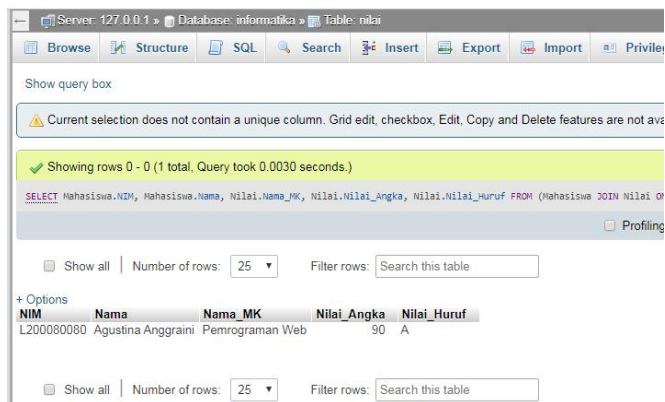 Server: 127.0.0.1 » Database: informatika » Table: nilai
Browse Structure SQL Search Insert Export Import
Show query box
Current selection does not contain a unique column. Grid edit, checkbox, Edit, Copy and Delete features are not
Showing rows 0 - 0 (1 total, Query took 0.0030 seconds.)
SELECT Mahasiswa.NIM, Mahasiswa.Nama, Nilai.Nama_MK, Nilai.Nilai_Angka, Nilai.Nilai_Huruf FROM (Mahasiswa JOIN Nilai
Profiling
Show all Number of rows: 25 Filter rows: Search this table
+ Options
NIM Nama Nama_MK Nilai_Angka Nilai_Huruf
L200080080 Agustina Anggraini Pemrograman Web 90 A
Show all Number of rows: 25 Filter rows: Search this table